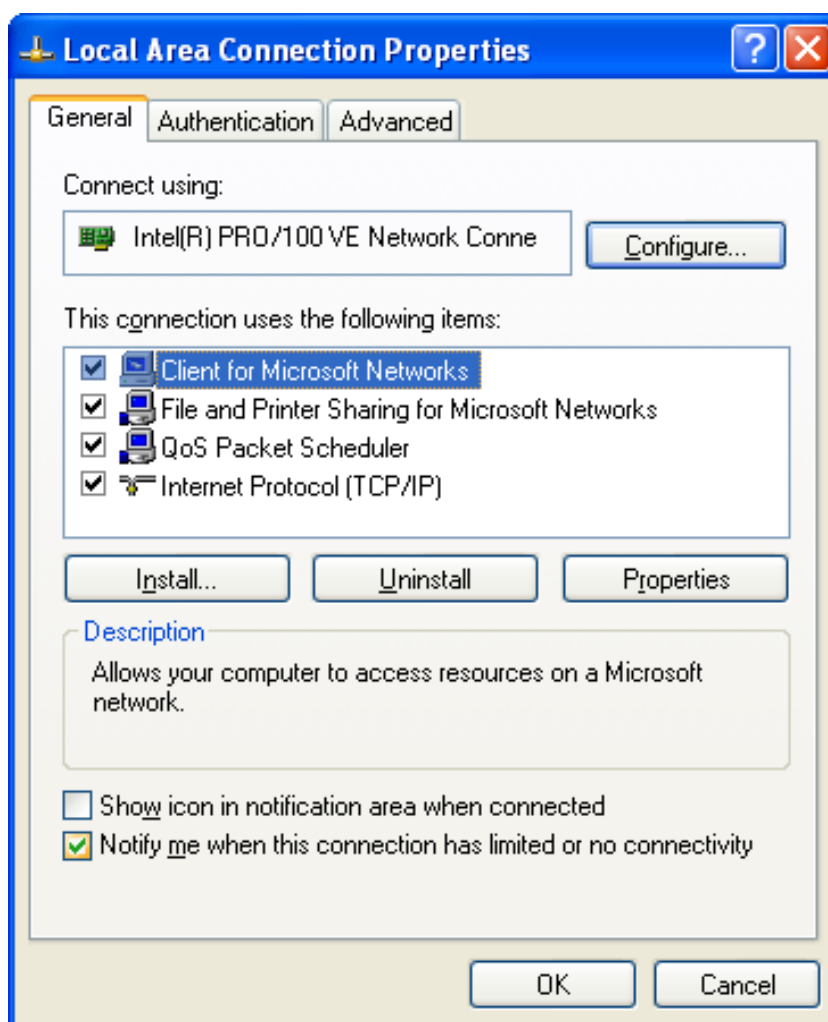 Local Area Connection Properties
General Authentication Advanced
Connect using:
Intel(R) PRO/100 VE Network Conne
Configure...
This connection uses the following items:
Client for Microsoft Networks
File and Printer Sharing for Microsoft Networks
QoS Packet Scheduler
Internet Protocol (TCP/IP)
Install... Uninstall Properties
Description
Allows your computer to access resources on a Microsoft
network.
Show icon in notification area when connected
Notify me when this connection has limited or no connectivity
OK Cancel